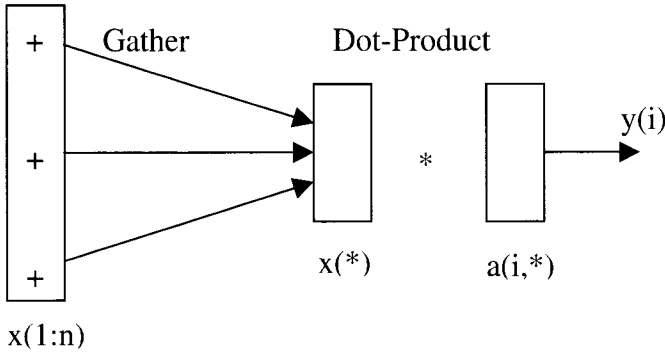 Gather
Dot-Product
+
+
+
*
y(i)
x(*)
a(i,*)
x(1:n)